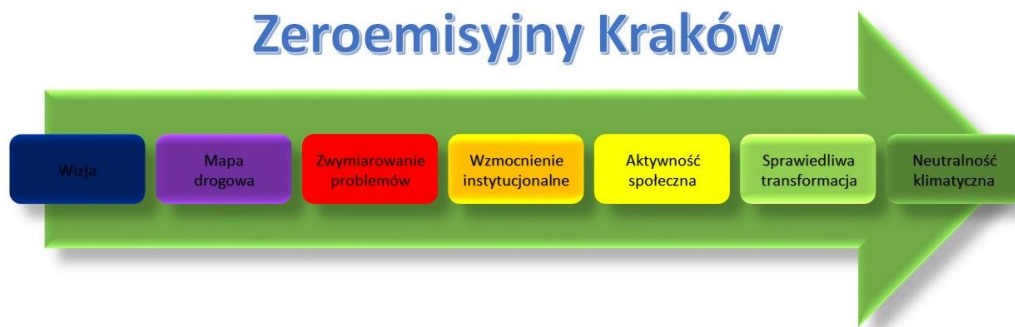 Zeroemisyjny Kraków
Wizja
Mapa
drogowa
Zwymiarowanie
problemów
Wzmocnienie
instytucjonalne
Aktywność
społeczna
Sprawiedliwa
transformacja
Neutralność
klimatyczna